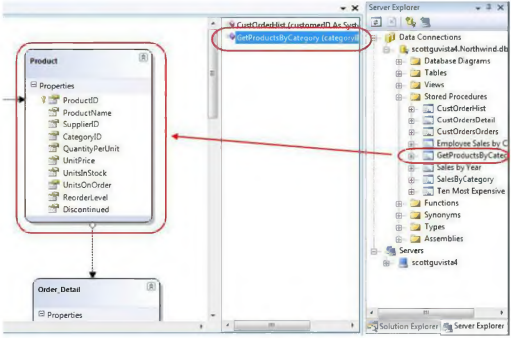 Product
Properties
ProductID
ProductName
SupplierID
CategoryID
QuantityPerUnit
UnitPrice
UnitsInStock
UnitsOnOrder
ReorderLevel
Discontinued
Order_Detail
Properties
CustOrderHist (customerID As Syst
GetProductsByCategory (categoryI
Server Explorer
Data Connections
scottguvista4.Northwind.db
Database Diagrams
Tables
Views
Stored Procedures
CustOrderHist
CustOrdersDetail
CustOrdersOrders
Employee Sales by C
GetProductsByCateg
Sales by Year
SalesByCategory
Ten Most Expensive
Functions
Synonyms
Types
Assemblies
Servers
scottguvista4
Solution Explorer Server Explorer